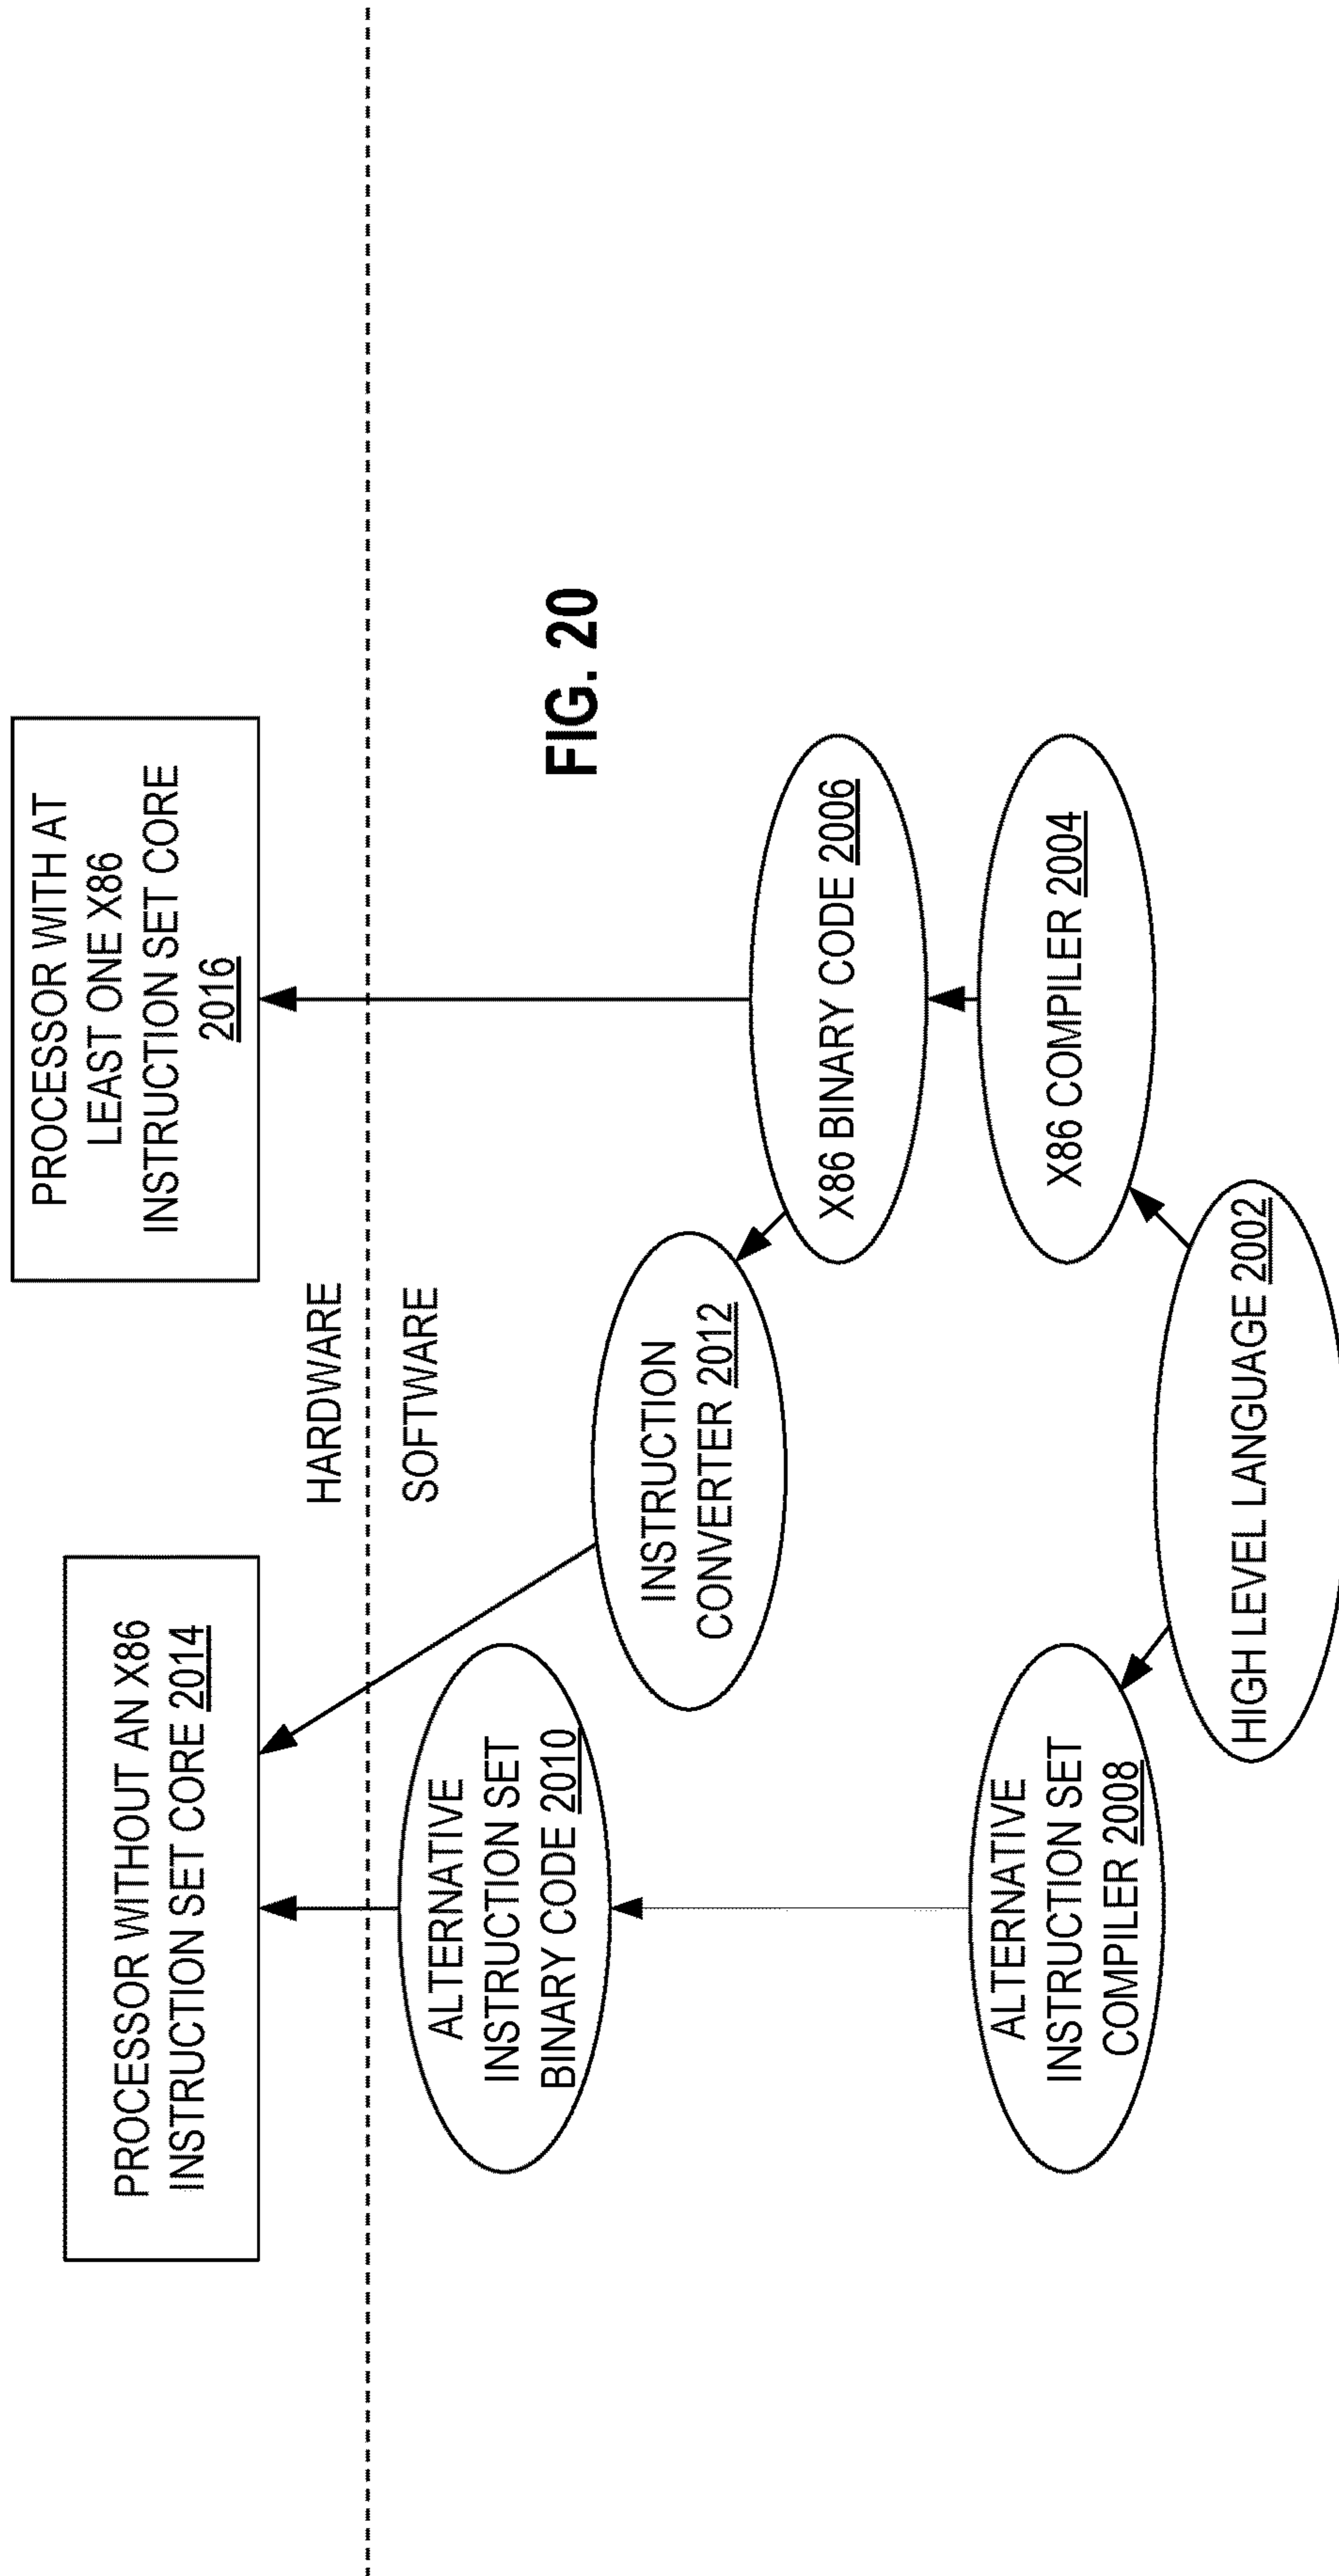 PROCESSOR WITHOUT AN X86
INSTRUCTION SET CORE 2014
PROCESSOR WITH AT
LEAST ONE X86
INSTRUCTION SET CORE
2016
HARDWARE
SOFTWARE
ALTERNATIVE
INSTRUCTION SET
BINARY CODE 2010
INSTRUCTION
CONVERTER 2012
FIG. 20
X86 BINARY CODE 2006
ALTERNATIVE
INSTRUCTION SET
COMPILER 2008
X86 COMPILER 2004
HIGH LEVEL LANGUAGE 2002